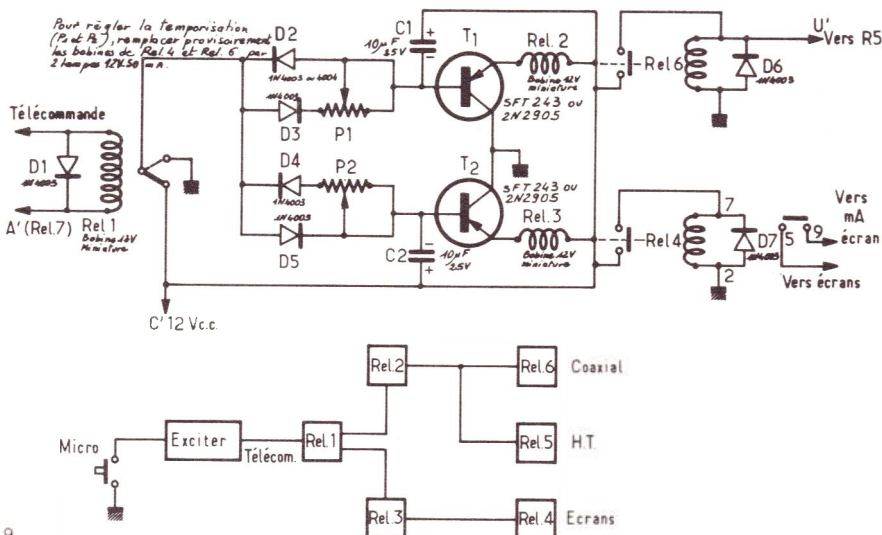 Pour règler la temporisation
(P1 et P2), remplacer provisoirement
les bobines de Rel. 4 et Rel. 6 par
2 lampes 12V. 50 mA.
D2
1N4003 ou 4004
1N4003
D3
P1
C1
10µF
25V
+
−
T1
Rel. 2
Bobine 12V
miniature
SFT 243 ou
2N2905
Rel6
U'
Vers R5
D6
1N4003
Télécommande
D1
1N4003
A' (Rel.7)
Rel.1
Bobine 12V
Miniature
D4
1N4003
1N4003
D5
P2
T2
SFT 243 ou
2N2905
Rel.3
Bobine 12V
miniature
C2
−
+
10µF
25V
Rel4
7
2
D7
1N4003
5
9
Vers
mA
écran
Vers écrans
C' 12 Vc.c.
Micro
Exciter
Télécom.
Rel.1
Rel.2
Rel.3
Rel.6
Coaxial
Rel.5
H.T.
Rel.4
Ecrans
9